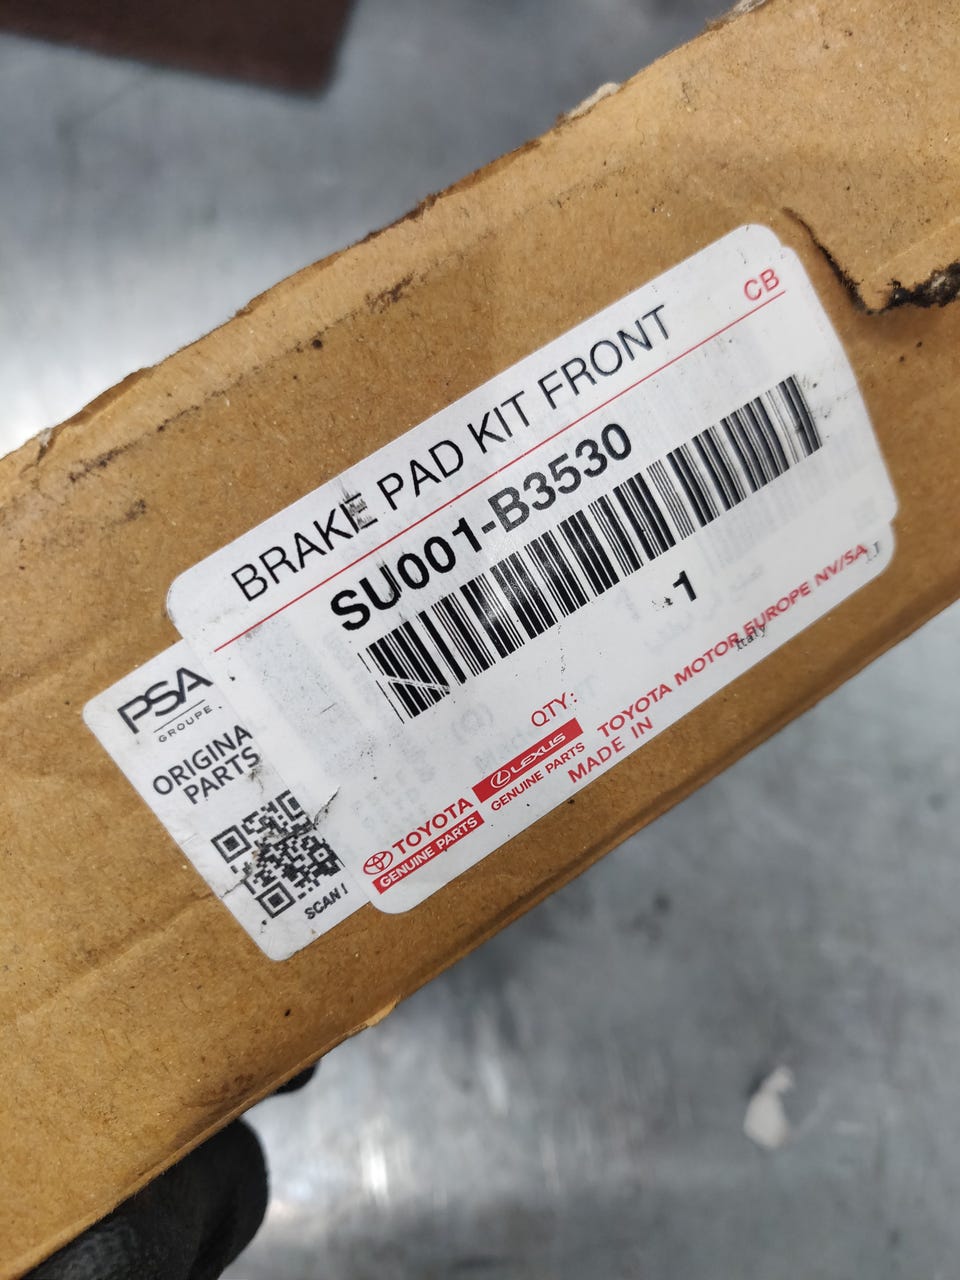 BRAKE PAD KIT FRONT
CB
SU001-B3530
1
QTY:
TOYOTA
GENUINE PARTS
LEXUS
GENUINE PARTS
TOYOTA MOTOR EUROPE NV/SA
MADE IN
Italy
PSA
GROUPE
ORIGINA
PARTS
SCAN